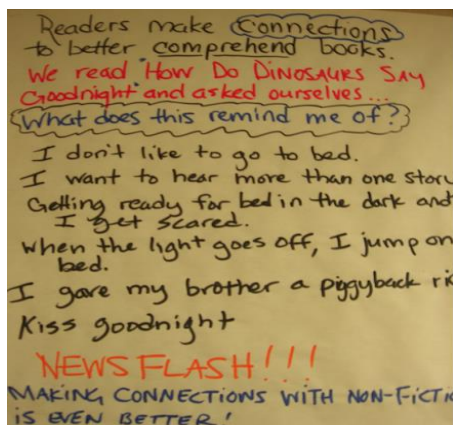 Readers make Connections
to better comprehend books.
We read How Do Dinosaurs Say
Goodnight and asked ourselves...
What does this remind me of?
I don't like to go to bed.
I want to hear more than one
Getting ready for bed in the dark and
I get scared.
When the light goes off, I jump on
bed.
I gave my brother a piggyback
Kiss goodnight
NEWS FLASH!!!
MAKING CONNECTIONS WITH
IS EVEN BETTER!